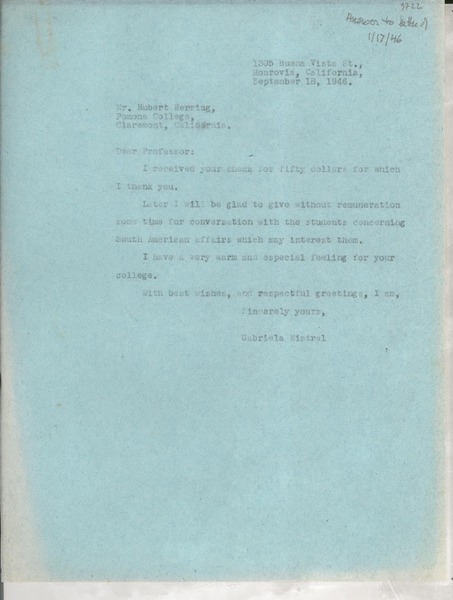 3722
Answer to letter of
1/17/46
1305 Buena Vista St.,
Monrovia, California,
September 18, 1946.
Mr. Hubert Herring,
Pomona College,
Claremont, California.
Dear Professor:
I received your check for fifty dollars for which
I thank you.
Later I will be glad to give without remuneration
some time for conversation with the students concerning
South American affairs which may interest them.
I have a very warm and especial feeling for your
college.
With best wishes, and respectful greetings, I am,
Sincerely yours,
Gabriela Mistral